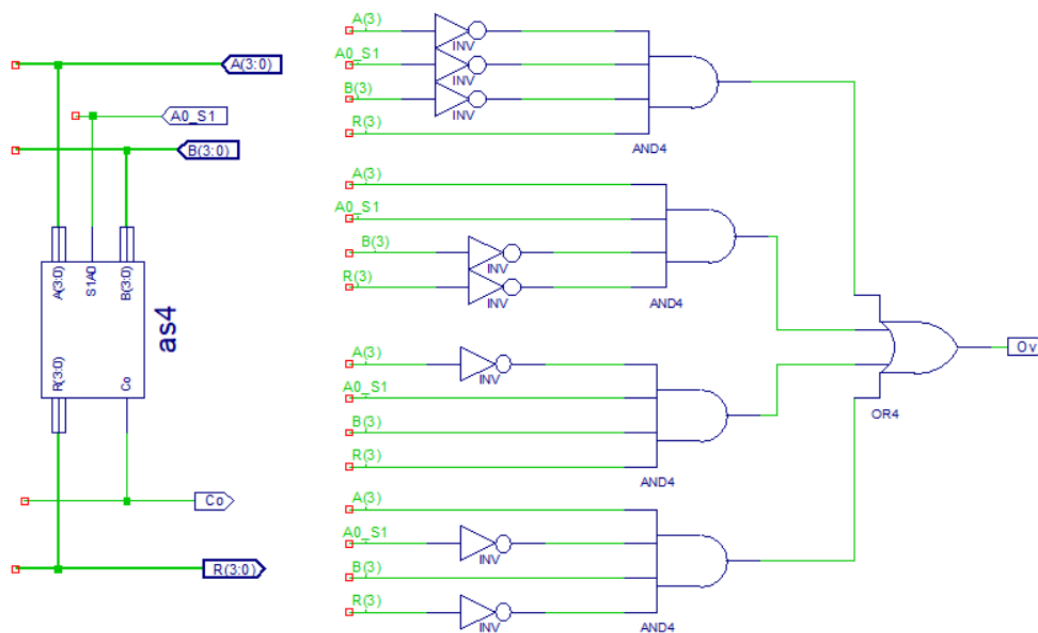 A(3:0)
A0_S1
B(3:0)
A(3:0)
S1A0
B(3:0)
as4
R(3:0)
Co
Co
R(3:0)
A(3)
INV
A0_S1
INV
B(3)
INV
R(3)
AND4
A(3)
A0_S1
B(3)
INV
R(3)
INV
AND4
A(3)
INV
A0_S1
B(3)
R(3)
AND4
A(3)
A0_S1
INV
B(3)
R(3)
INV
AND4
OR4
Ov